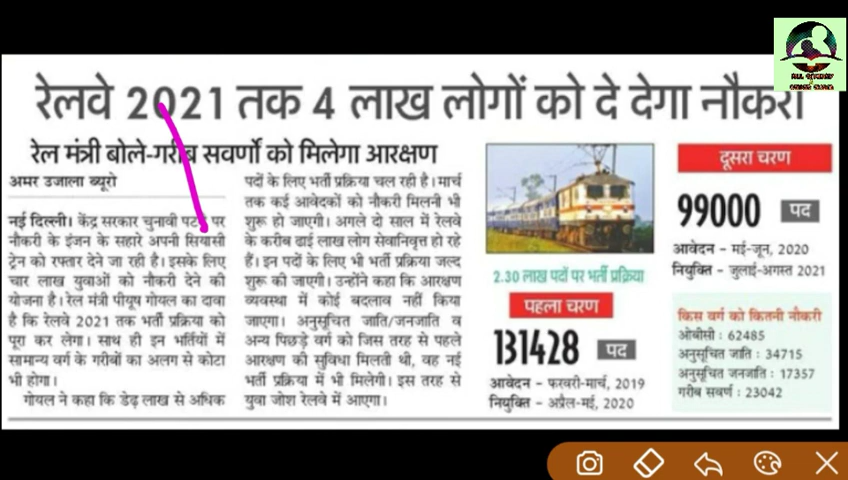 रेलवे 2021 तक 4 लाख लोगों को दे देगा नौकरी
रेल मंत्री बोले-गरीब सवर्णों को मिलेगा आरक्षण
अमर उजाला ब्यूरो
नई दिल्ली। केंद्र सरकार चुनावी पटरी पर
नौकरी के इंजन के सहारे अपनी सियासी
ट्रेन को रफ्तार देने जा रही है। इसके लिए
चार लाख युवाओं को नौकरी देने की
योजना है। रेल मंत्री पीयूष गोयल का दावा
है कि रेलवे 2021 तक भर्ती प्रक्रिया को
पूरा कर लेगा। साथ ही इन भर्तियों में
सामान्य वर्ग के गरीबों का अलग से कोटा
भी होगा।
गोयल ने कहा कि डेढ़ लाख से अधिक
पदों के लिए भर्ती प्रक्रिया चल रही है। मार्च
तक कई आवेदकों को नौकरी मिलनी भी
शुरू हो जाएगी। अगले दो साल में रेलवे
के करीब ढाई लाख लोग सेवानिवृत्त हो रहे
हैं। इन पदों के लिए भी भर्ती प्रक्रिया जल्द
शुरू की जाएगी। उन्होंने कहा कि आरक्षण
व्यवस्था में कोई बदलाव नहीं किया
जाएगा। अनुसूचित जाति/जनजाति व
अन्य पिछड़े वर्ग को जिस तरह से पहले
आरक्षण की सुविधा मिलती थी, वह नई
भर्ती प्रक्रिया में भी मिलेगी। इस तरह से
युवा जोश रेलवे में आएगा।
2.30 लाख पदों पर भर्ती प्रक्रिया
पहला चरण
131428 पद
आवेदन - फरवरी-मार्च, 2019
नियुक्ति - अप्रैल-मई, 2020
दूसरा चरण
99000 पद
आवेदन - मई-जून, 2020
नियुक्ति - जुलाई-अगस्त 2021
किस वर्ग को कितनी नौकरी
ओबीसी : 62485
अनुसूचित जाति : 34715
अनुसूचित जनजाति : 17357
गरीब सवर्ण : 23042